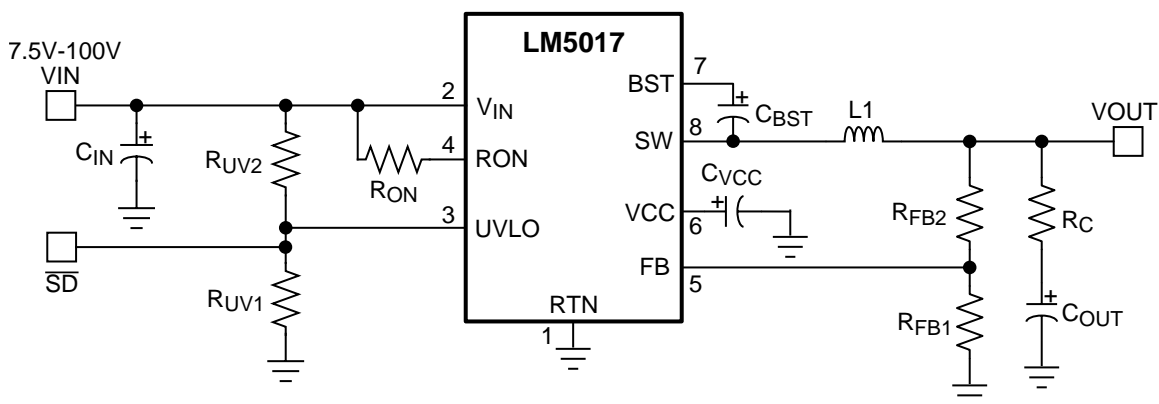 LM5017
7.5V-100V
VIN
2
VIN
CIN
RUV2
4
RON
RON
3
UVLO
SD
RUV1
RTN
1
BST
7
CBST
SW
8
L1
VOUT
CVCC
VCC
6
FB
5
RFB2
RC
RFB1
COUT